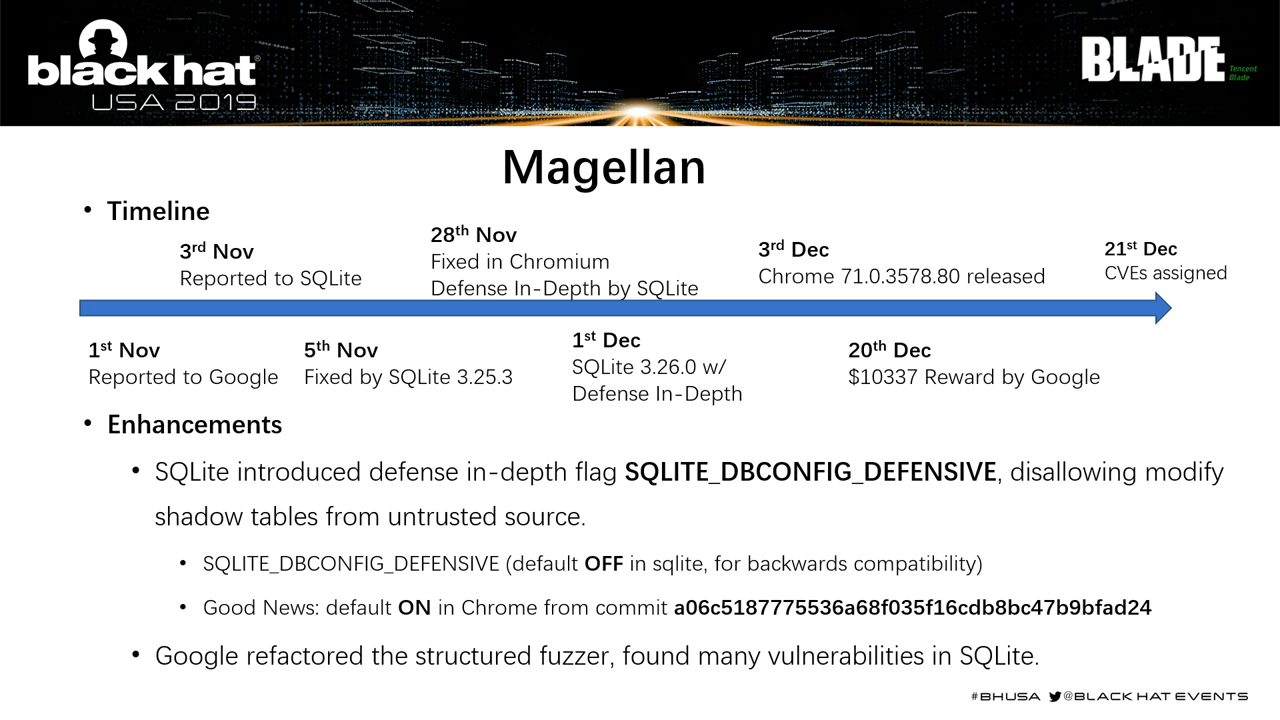 black hat®
USA 2019
BLADE
Tencent
Blade
Magellan
• Timeline
3rd Nov
Reported to SQLite
28th Nov
Fixed in Chromium
Defense In-Depth by SQLite
3rd Dec
Chrome 71.0.3578.80 released
21st Dec
CVEs assigned
1st Nov
Reported to Google
5th Nov
Fixed by SQLite 3.25.3
1st Dec
SQLite 3.26.0 w/
Defense In-Depth
20th Dec
$10337 Reward by Google
• Enhancements
• SQLite introduced defense in-depth flag SQLITE_DBCONFIG_DEFENSIVE, disallowing modify
shadow tables from untrusted source.
• SQLITE_DBCONFIG_DEFENSIVE (default OFF in sqlite, for backwards compatibility)
• Good News: default ON in Chrome from commit a06c5187775536a68f035f16cdb8bc47b9bfad24
• Google refactored the structured fuzzer, found many vulnerabilities in SQLite.
#BHUSA @BLACK HAT EVENTS